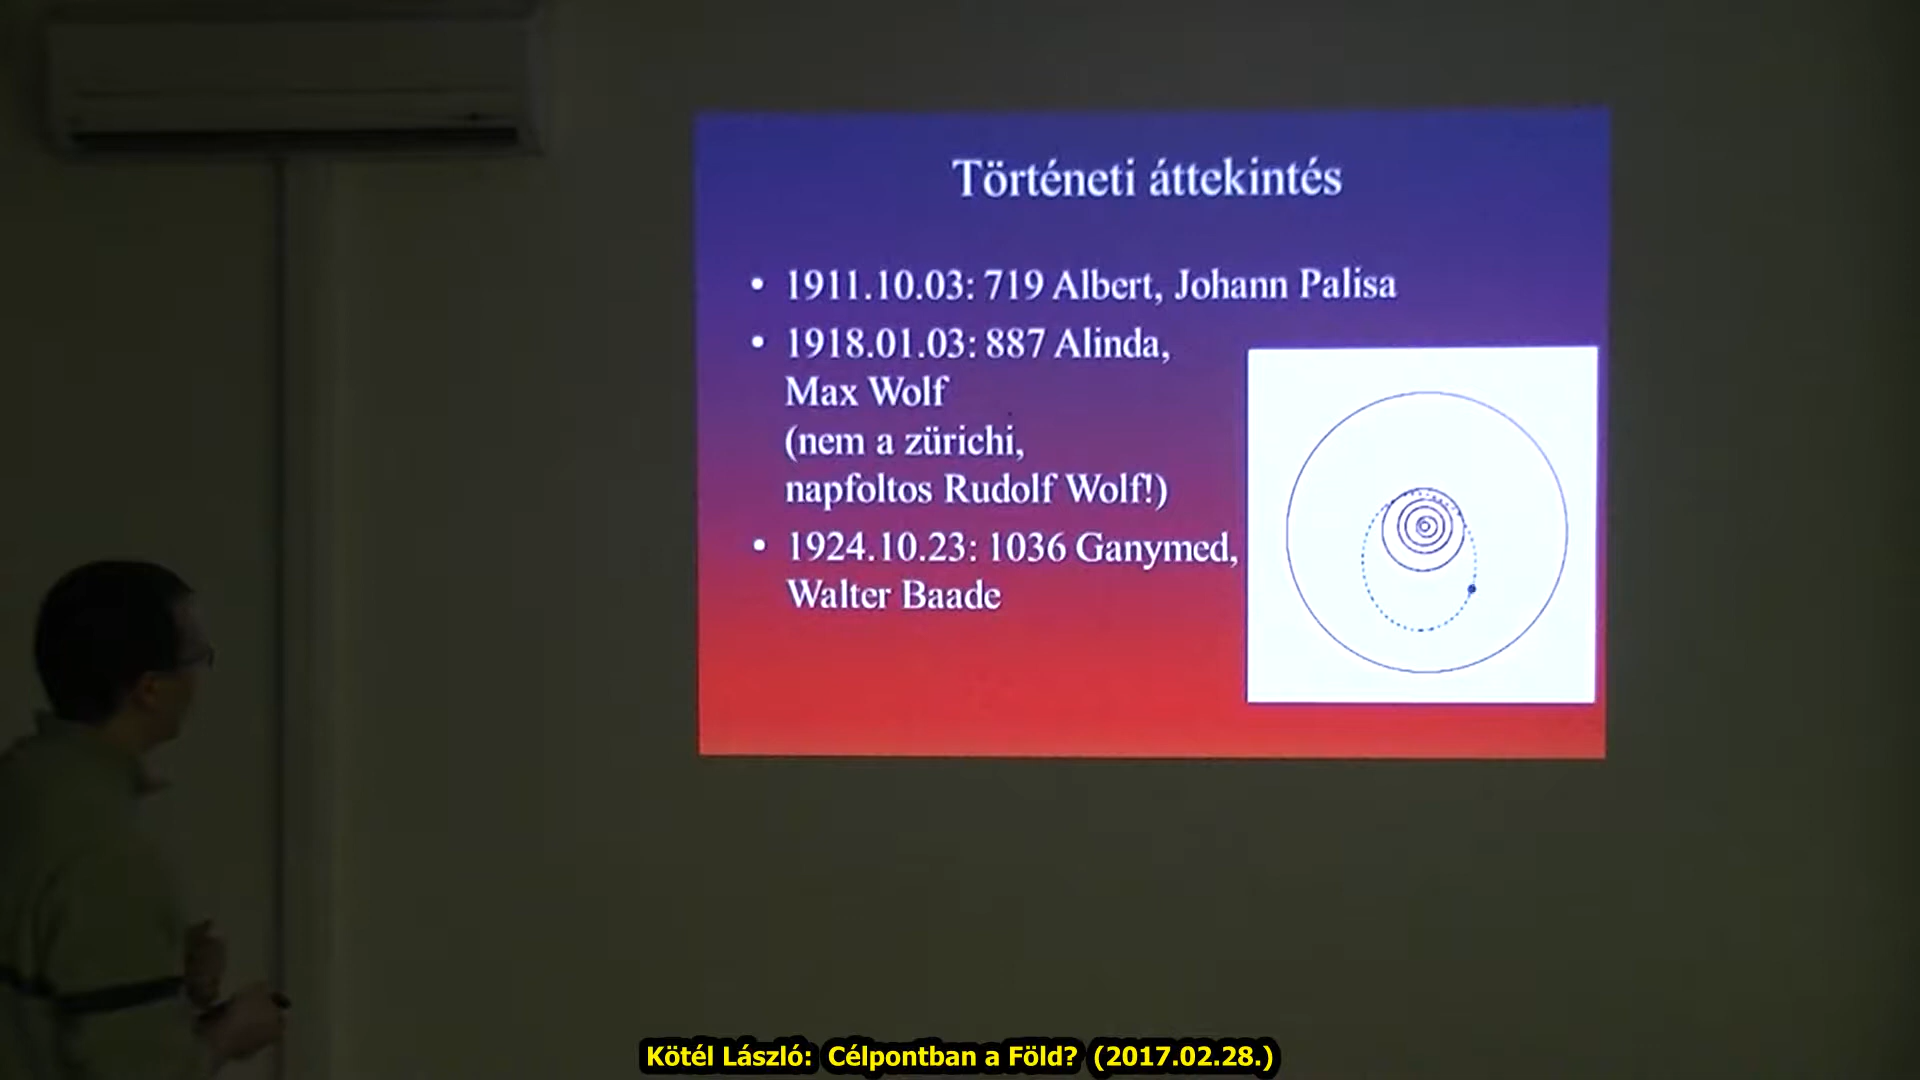 Történeti áttekintés
• 1911.10.03: 719 Albert, Johann Palisa
• 1918.01.03: 887 Alinda,
Max Wolf
(nem a zürichi,
napfoltos Rudolf Wolf!)
• 1924.10.23: 1036 Ganymed,
Walter Baade
Kötél László: Célpontban a Föld? (2017.02.28.)